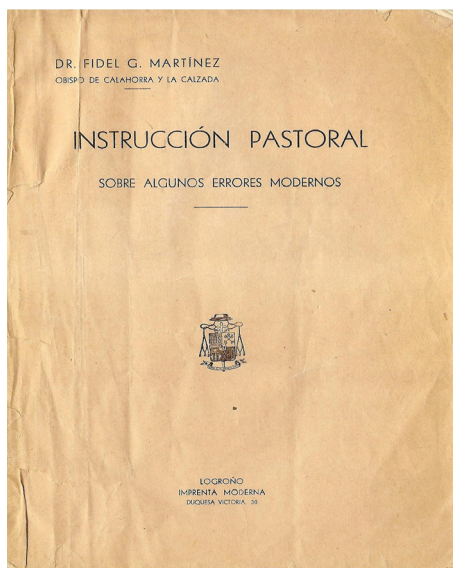 DR. FIDEL G. MARTÍNEZ
OBISPO DE CALAHORRA Y LA CALZADA
INSTRUCCIÓN PASTORAL
SOBRE ALGUNOS ERRORES MODERNOS
LOGROÑO
IMPRENTA MODERNA
DUQUESA VICTORIA, 38